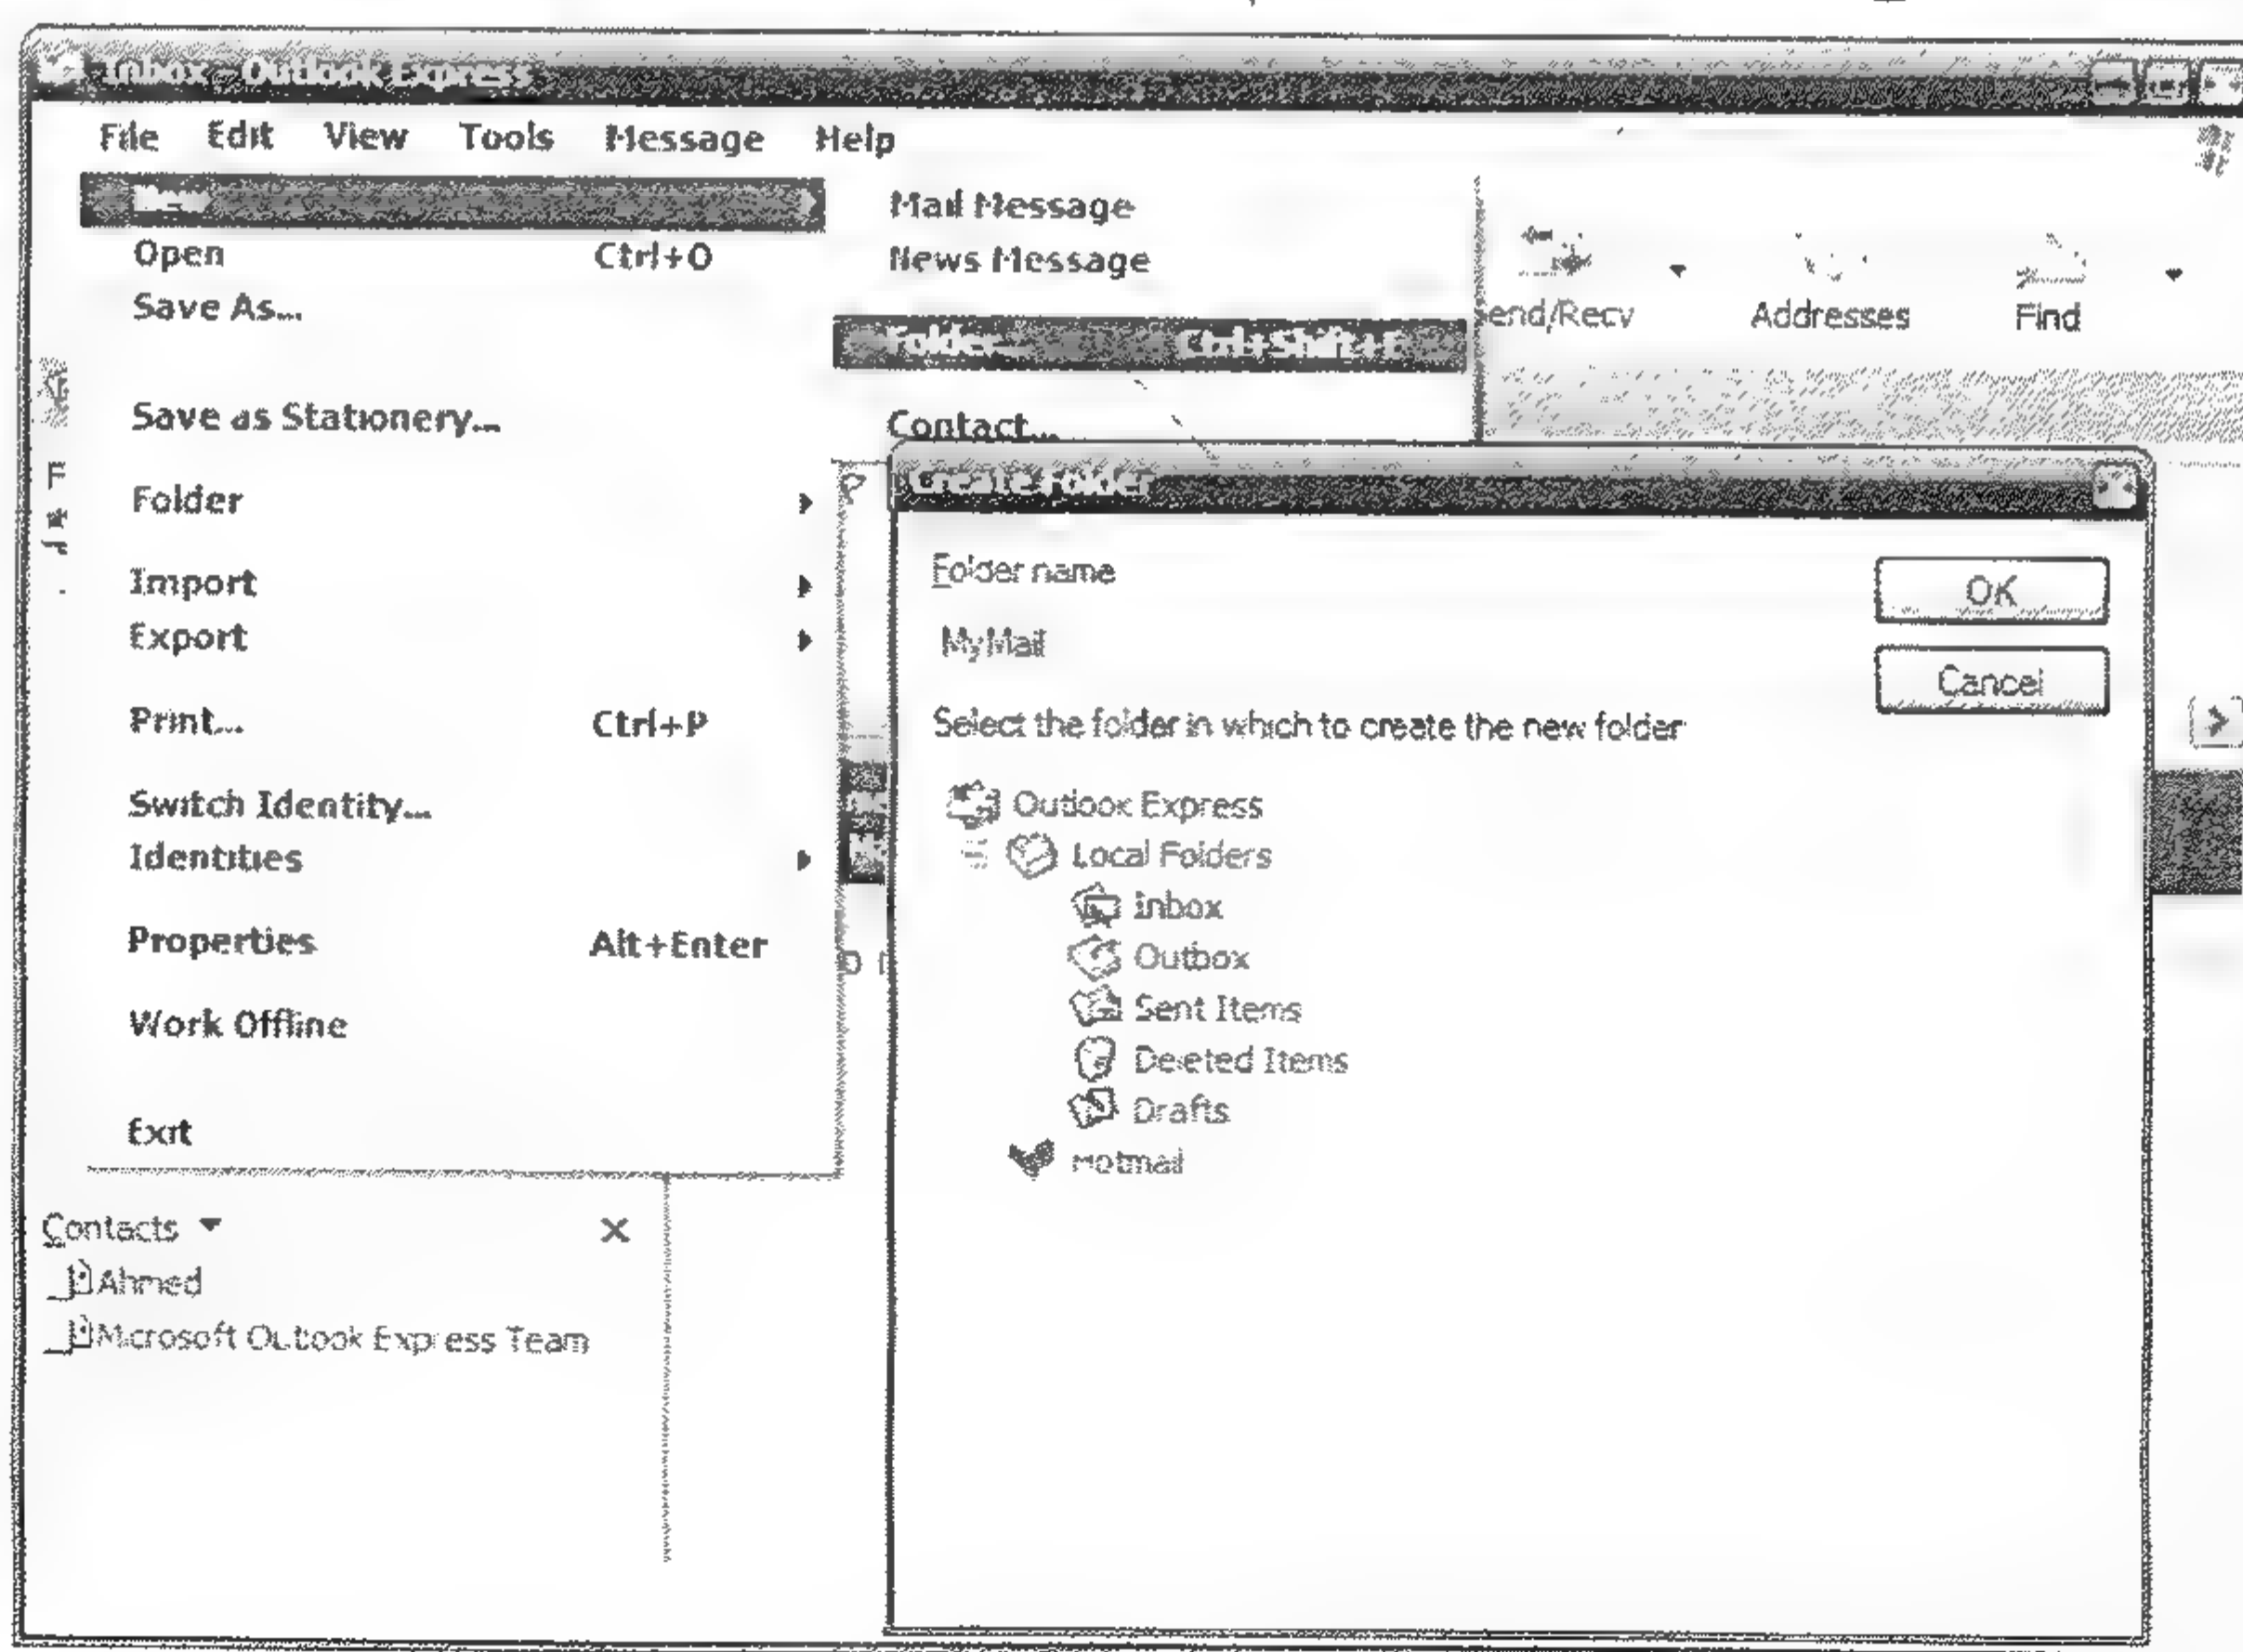 Inbox - Outlook Express
File Edit View Tools Message Help
New
Open Ctrl+O
Save As...
Save as Stationery...
Folder
Import
Export
Print... Ctrl+P
Switch Identity...
Identities
Properties Alt+Enter
Work Offline
Exit
Mail Message
News Message
Folder... Ctrl+Shift+E
Contact...
end/Recv Addresses Find
Create Folder
Folder name
MyMail
OK
Cancel
Select the folder in which to create the new folder
Outlook Express
Local Folders
Inbox
Outbox
Sent Items
Deleted Items
Drafts
Hotmail
Contacts
Ahmed
Microsoft Outlook Express Team